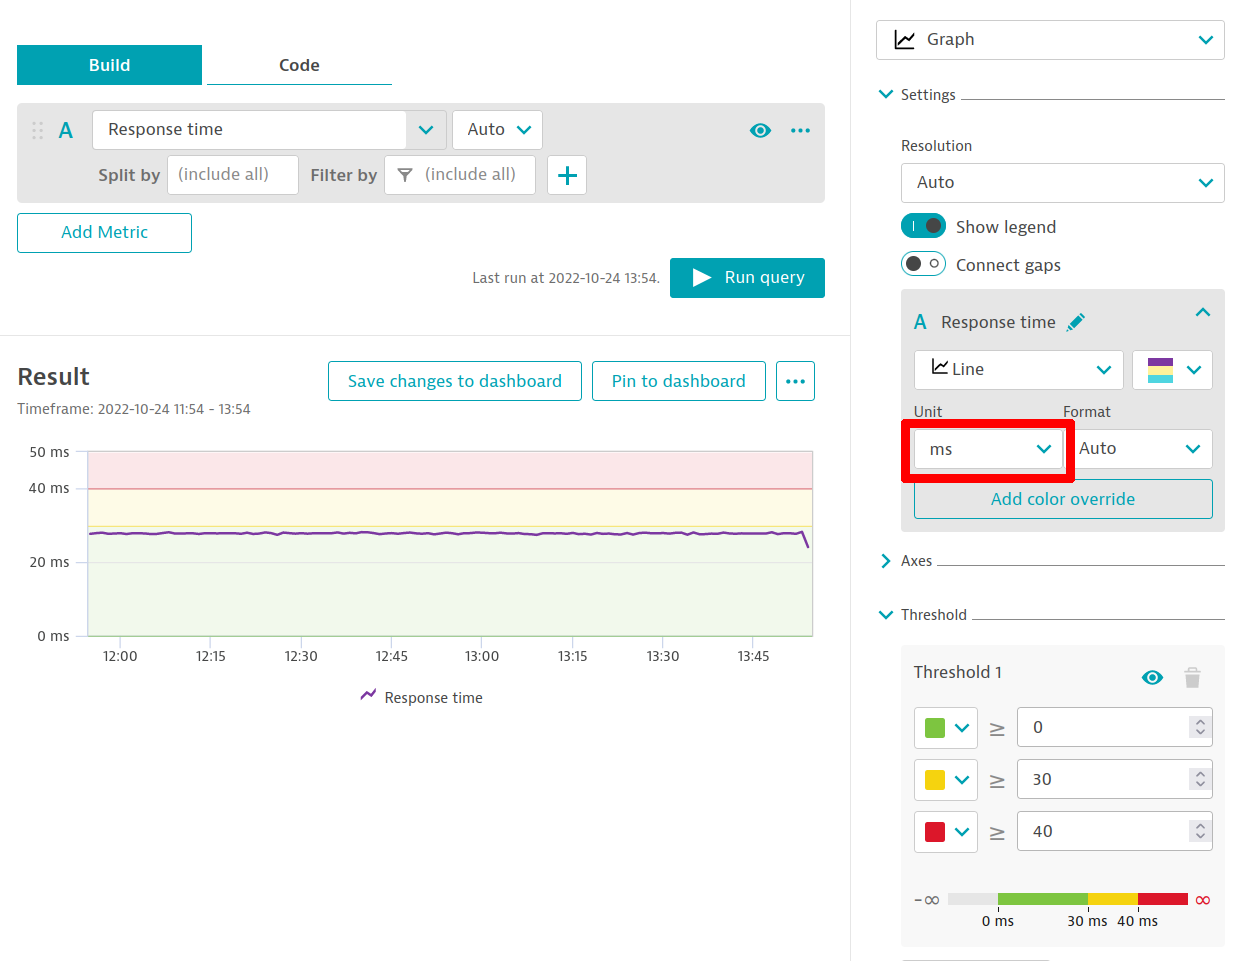 Build
Code
A
Response time
Auto
Split by
(include all)
Filter by
(include all)
Add Metric
Last run at 2022-10-24 13:54.
Run query
Result
Save changes to dashboard
Pin to dashboard
Timeframe: 2022-10-24 11:54 - 13:54
50 ms
40 ms
20 ms
0 ms
12:00 12:15 12:30 12:45 13:00 13:15 13:30 13:45
Response time
Graph
Settings
Resolution
Auto
Show legend
Connect gaps
A Response time
Line
Unit Format
ms Auto
Add color override
Axes
Threshold
Threshold 1
≥ 0
≥ 30
≥ 40
-∞ ∞
0 ms 30 ms 40 ms